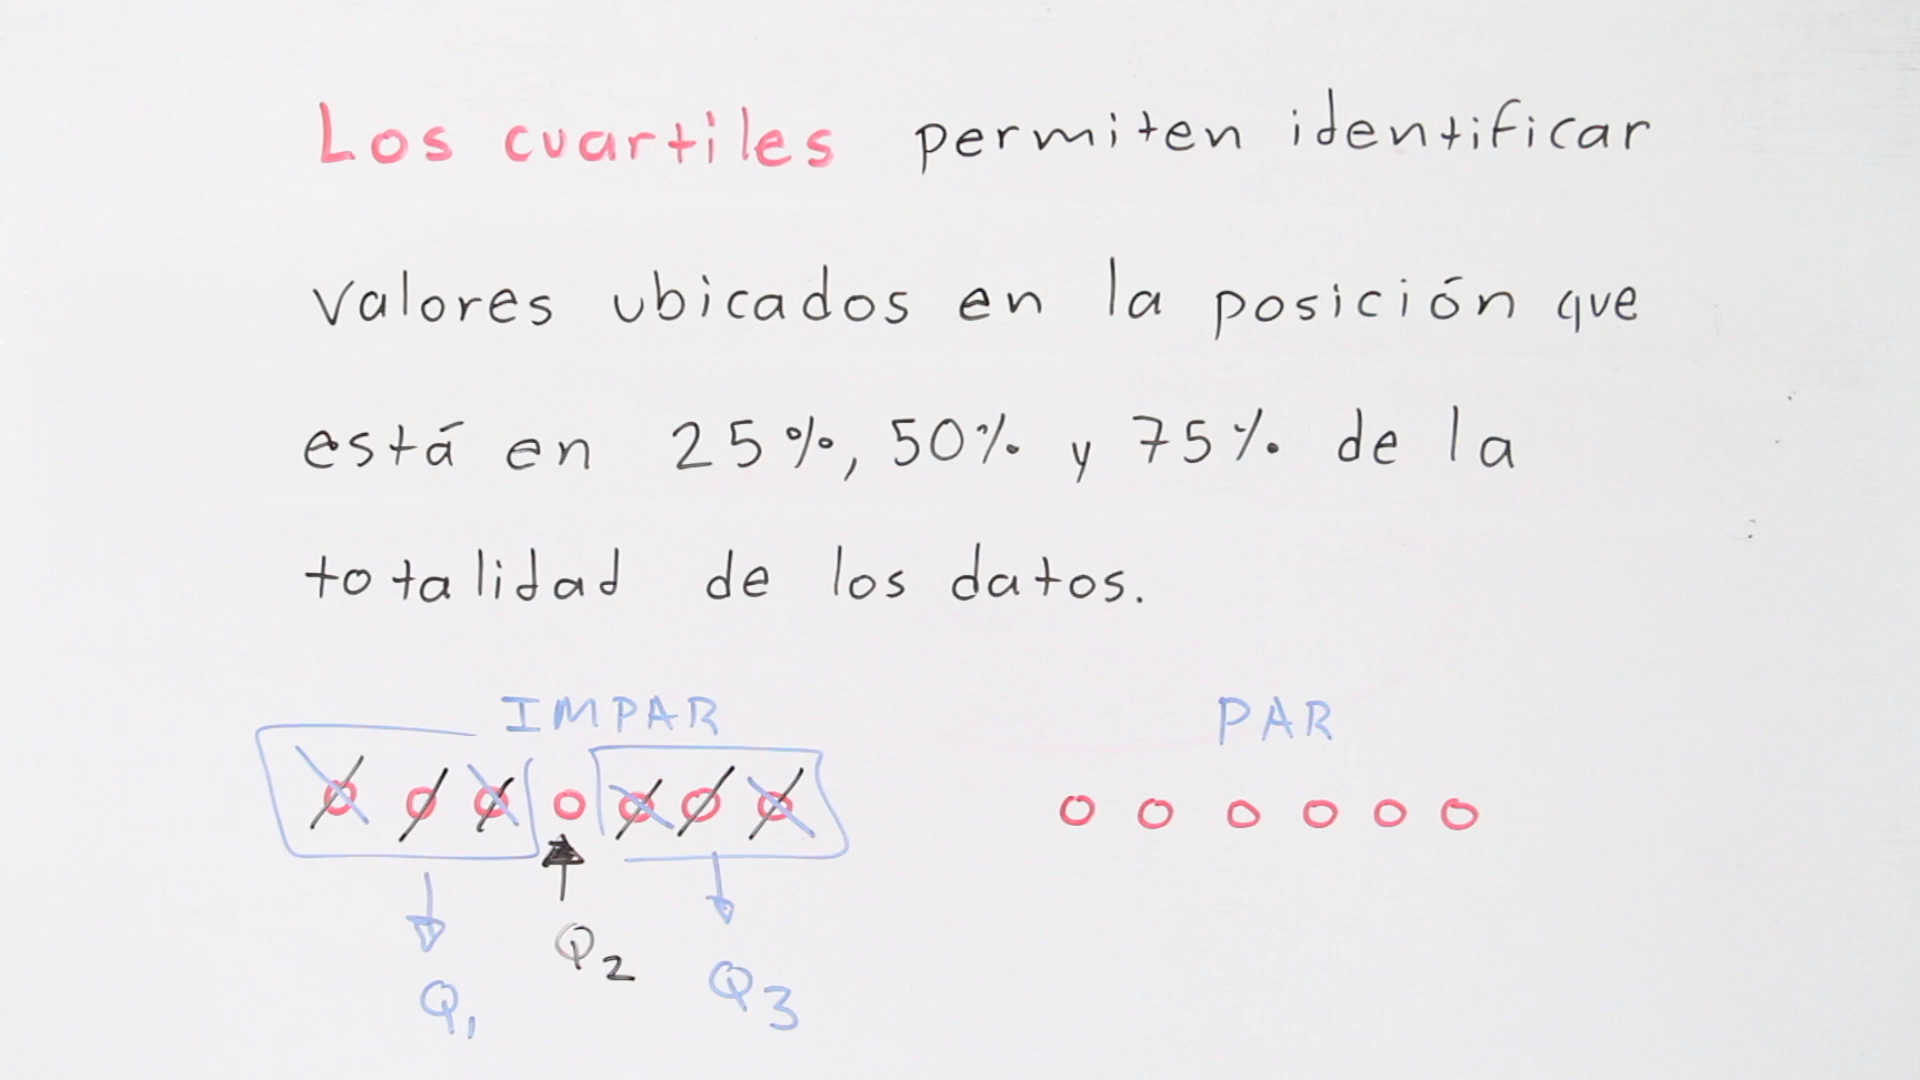 Los cuartiles permiten identificar
valores ubicados en la posición que
está en 25%, 50% y 75% de la
totalidad de los datos.
IMPAR
PAR
Q2
Q1
Q3